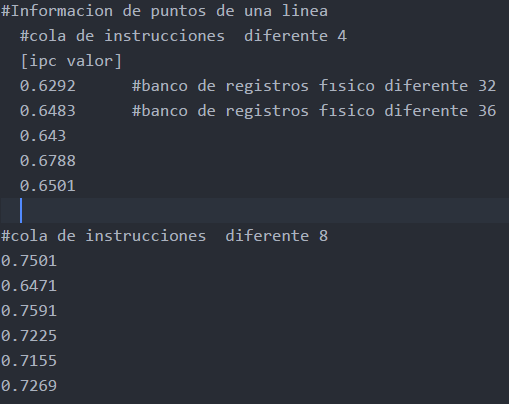 #Informacion de puntos de una linea
#cola de instrucciones  diferente 4
[ipc valor]
0.6292      #banco de registros fısico diferente 32
0.6483      #banco de registros fısico diferente 36
0.643
0.6788
0.6501
#cola de instrucciones  diferente 8
0.7501
0.6471
0.7591
0.7225
0.7155
0.7269